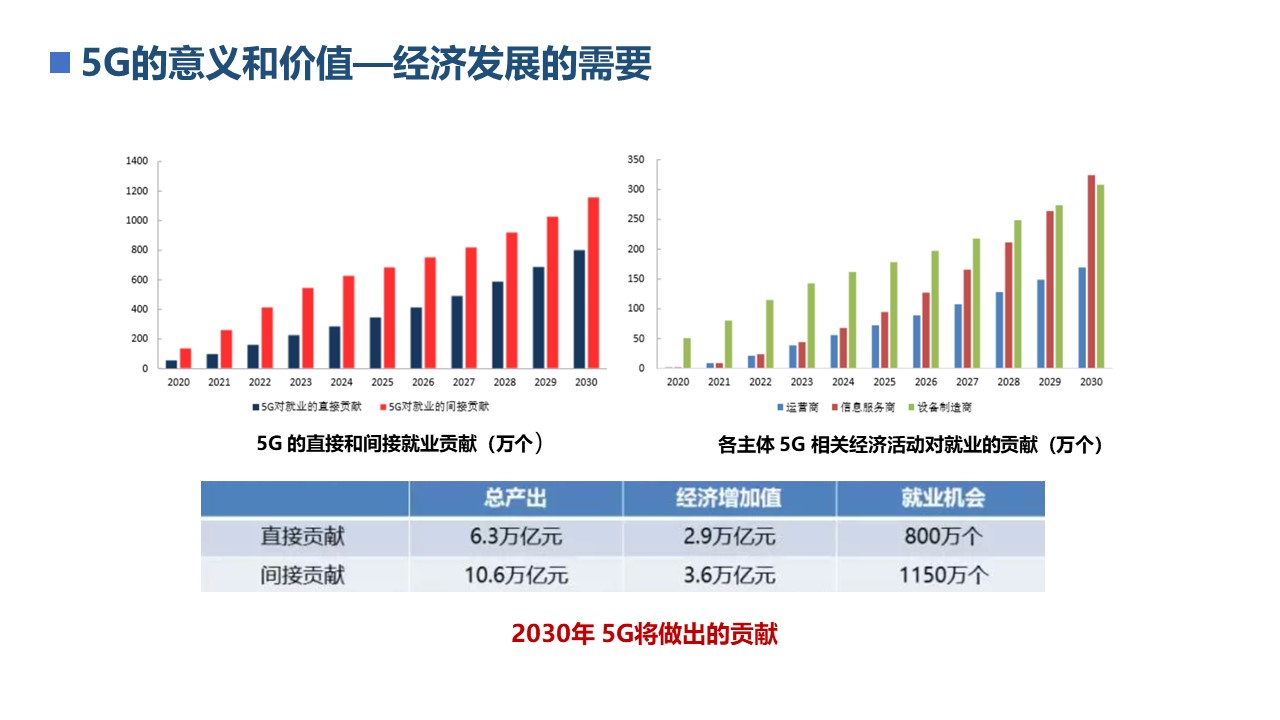 5G的意义和价值—经济发展的需要
1400
1200
1000
800
600
400
200
0
2020 2021 2022 2023 2024 2025 2026 2027 2028 2029 2030
5G对就业的直接贡献 5G对就业的间接贡献
5G 的直接和间接就业贡献（万个）
350
300
250
200
150
100
50
0
2020 2021 2022 2023 2024 2025 2026 2027 2028 2029 2030
运营商 信息服务商 设备制造商
各主体 5G 相关经济活动对就业的贡献（万个）
总产出 经济增加值 就业机会
直接贡献 6.3万亿元 2.9万亿元 800万个
间接贡献 10.6万亿元 3.6万亿元 1150万个
2030年 5G将做出的贡献